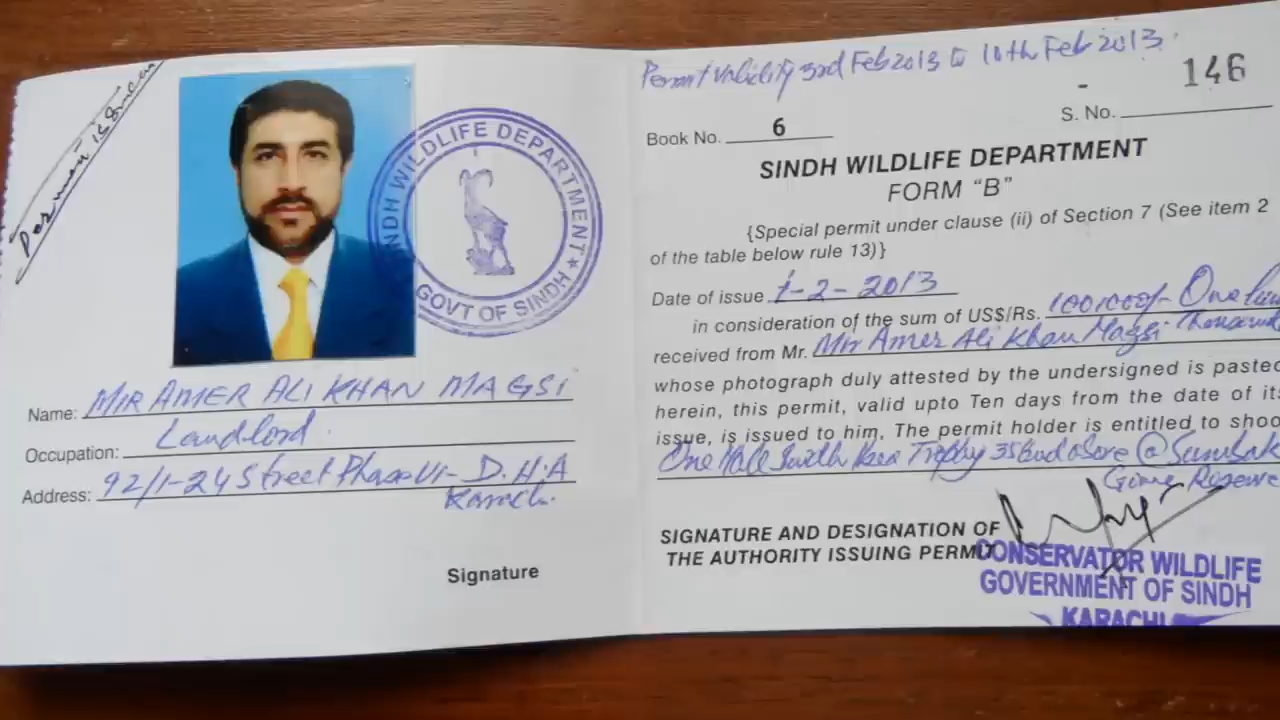 SINDH WILDLIFE DEPARTMENT
GOVT OF SINDH
Name: MIR AMER ALI KHAN MAGSI
Occupation: Landlord.
Address: 92/1-24 Street Phase VI- D.H.A
Karachi.
Signature
Permit validity 3rd Feb 2013 to 10th Feb 2013.
146
Book No. 6
S. No.
SINDH WILDLIFE DEPARTMENT
FORM "B"
{Special permit under clause (ii) of Section 7 (See item 2
of the table below rule 13)}
Date of issue 1-2-2013
in consideration of the sum of US$/Rs. 100,000/- One
received from Mr. Mir Amer Ali Khan Magsi
whose photograph duly attested by the undersigned is pasted
herein, this permit, valid upto Ten days from the date of its
issue, is issued to him. The permit holder is entitled to shoot
One Male Sindh Ibex Trophy @
Game Reserve
SIGNATURE AND DESIGNATION OF
THE AUTHORITY ISSUING PERMIT
CONSERVATOR WILDLIFE
GOVERNMENT OF SINDH
KARACHI